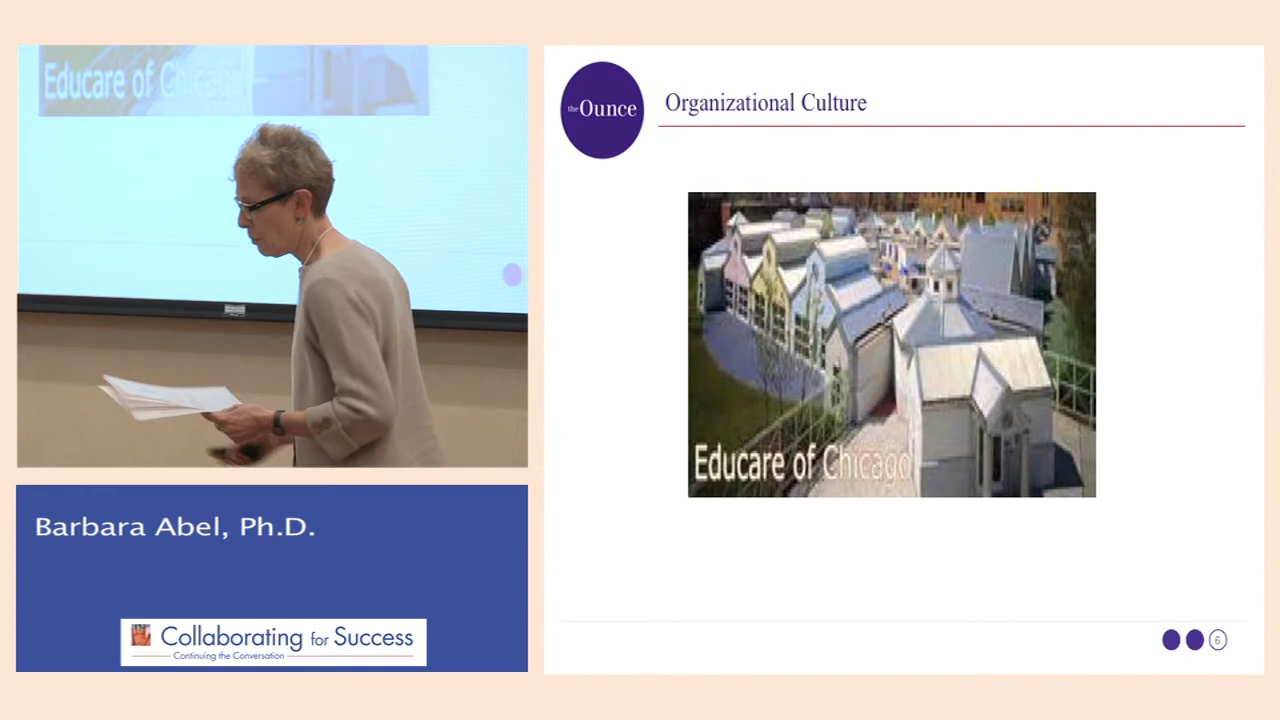 Educare of Chicago
Barbara Abel, Ph.D.
Collaborating for Success
Continuing the Conversation
the Ounce
Organizational Culture
Educare of Chicago
6